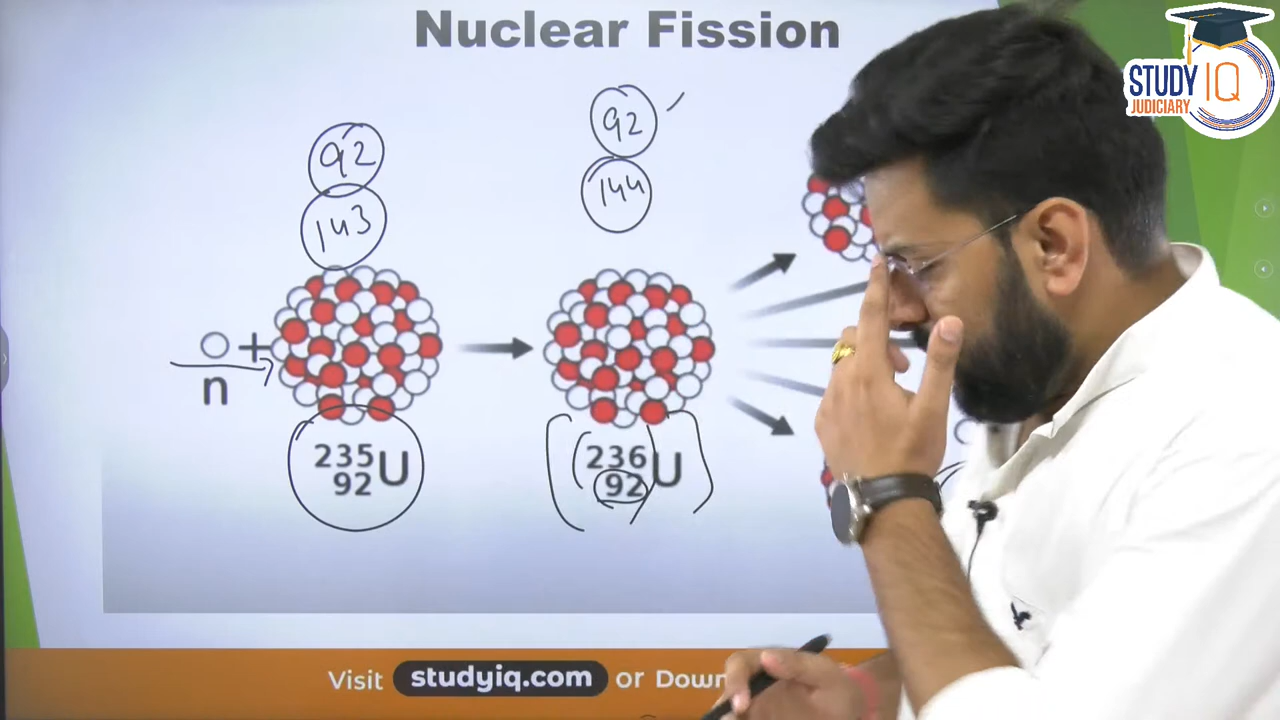 Nuclear Fission
STUDY IQ
JUDICIARY
92
143
92
144
+
n
235
92 U
236
92 U
Visit studyiq.com or Down